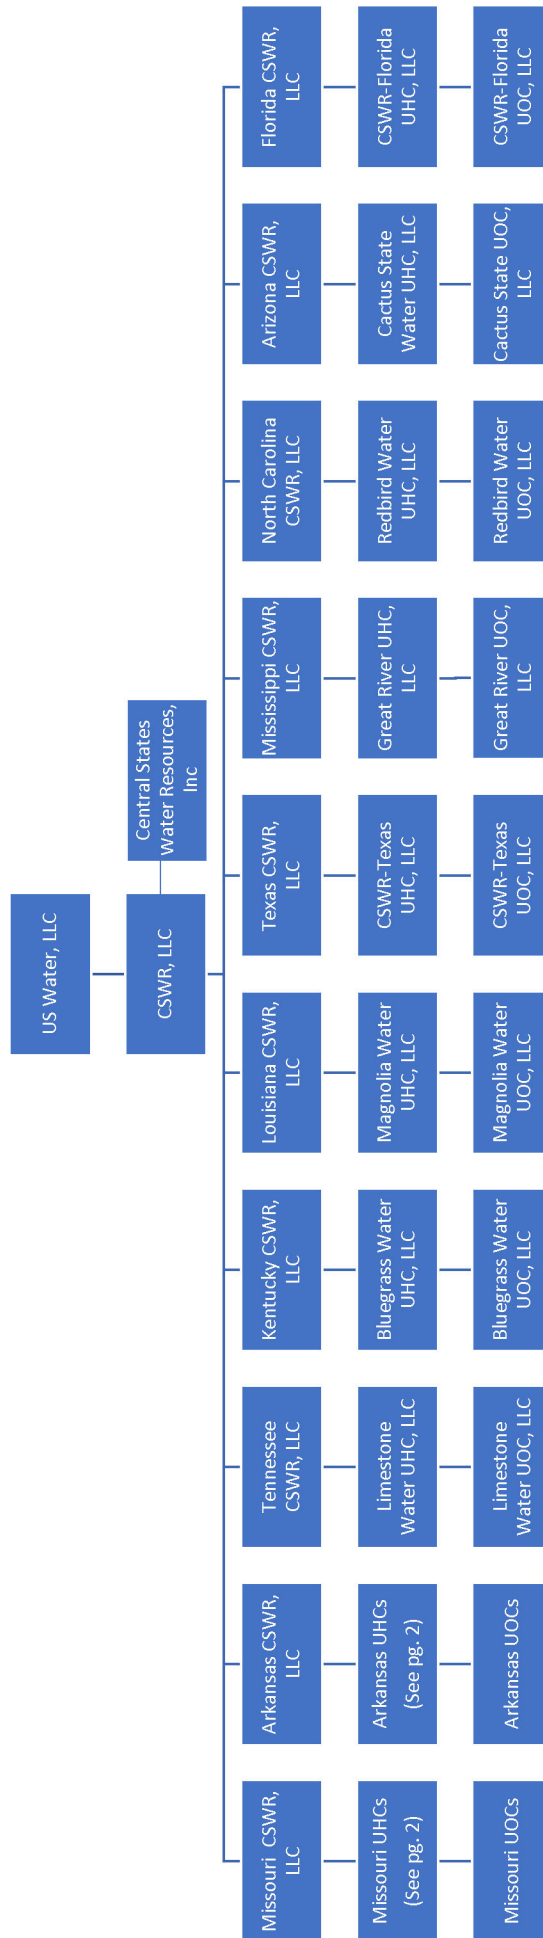 US Water, LLC
CSWR, LLC
Central States
Water Resources,
Inc
Missouri CSWR,
LLC
Arkansas CSWR,
LLC
Tennessee
CSWR, LLC
Kentucky CSWR,
LLC
Louisiana CSWR,
LLC
Texas CSWR,
LLC
Mississippi CSWR,
LLC
North Carolina
CSWR, LLC
Arizona CSWR,
LLC
Florida CSWR,
LLC
Missouri UHCs
(See pg. 2)
Arkansas UHCs
(See pg. 2)
Limestone
Water UHC, LLC
Bluegrass Water
UHC, LLC
Magnolia Water
UHC, LLC
CSWR-Texas
UHC, LLC
Great River UHC,
LLC
Redbird Water
UHC, LLC
Cactus State
Water UHC, LLC
CSWR-Florida
UHC, LLC
Missouri UOCs
Arkansas UOCs
Limestone
Water UOC, LLC
Bluegrass Water
UOC, LLC
Magnolia Water
UOC, LLC
CSWR-Texas
UOC, LLC
Great River UOC,
LLC
Redbird Water
UOC, LLC
Cactus State UOC,
LLC
CSWR-Florida
UOC, LLC